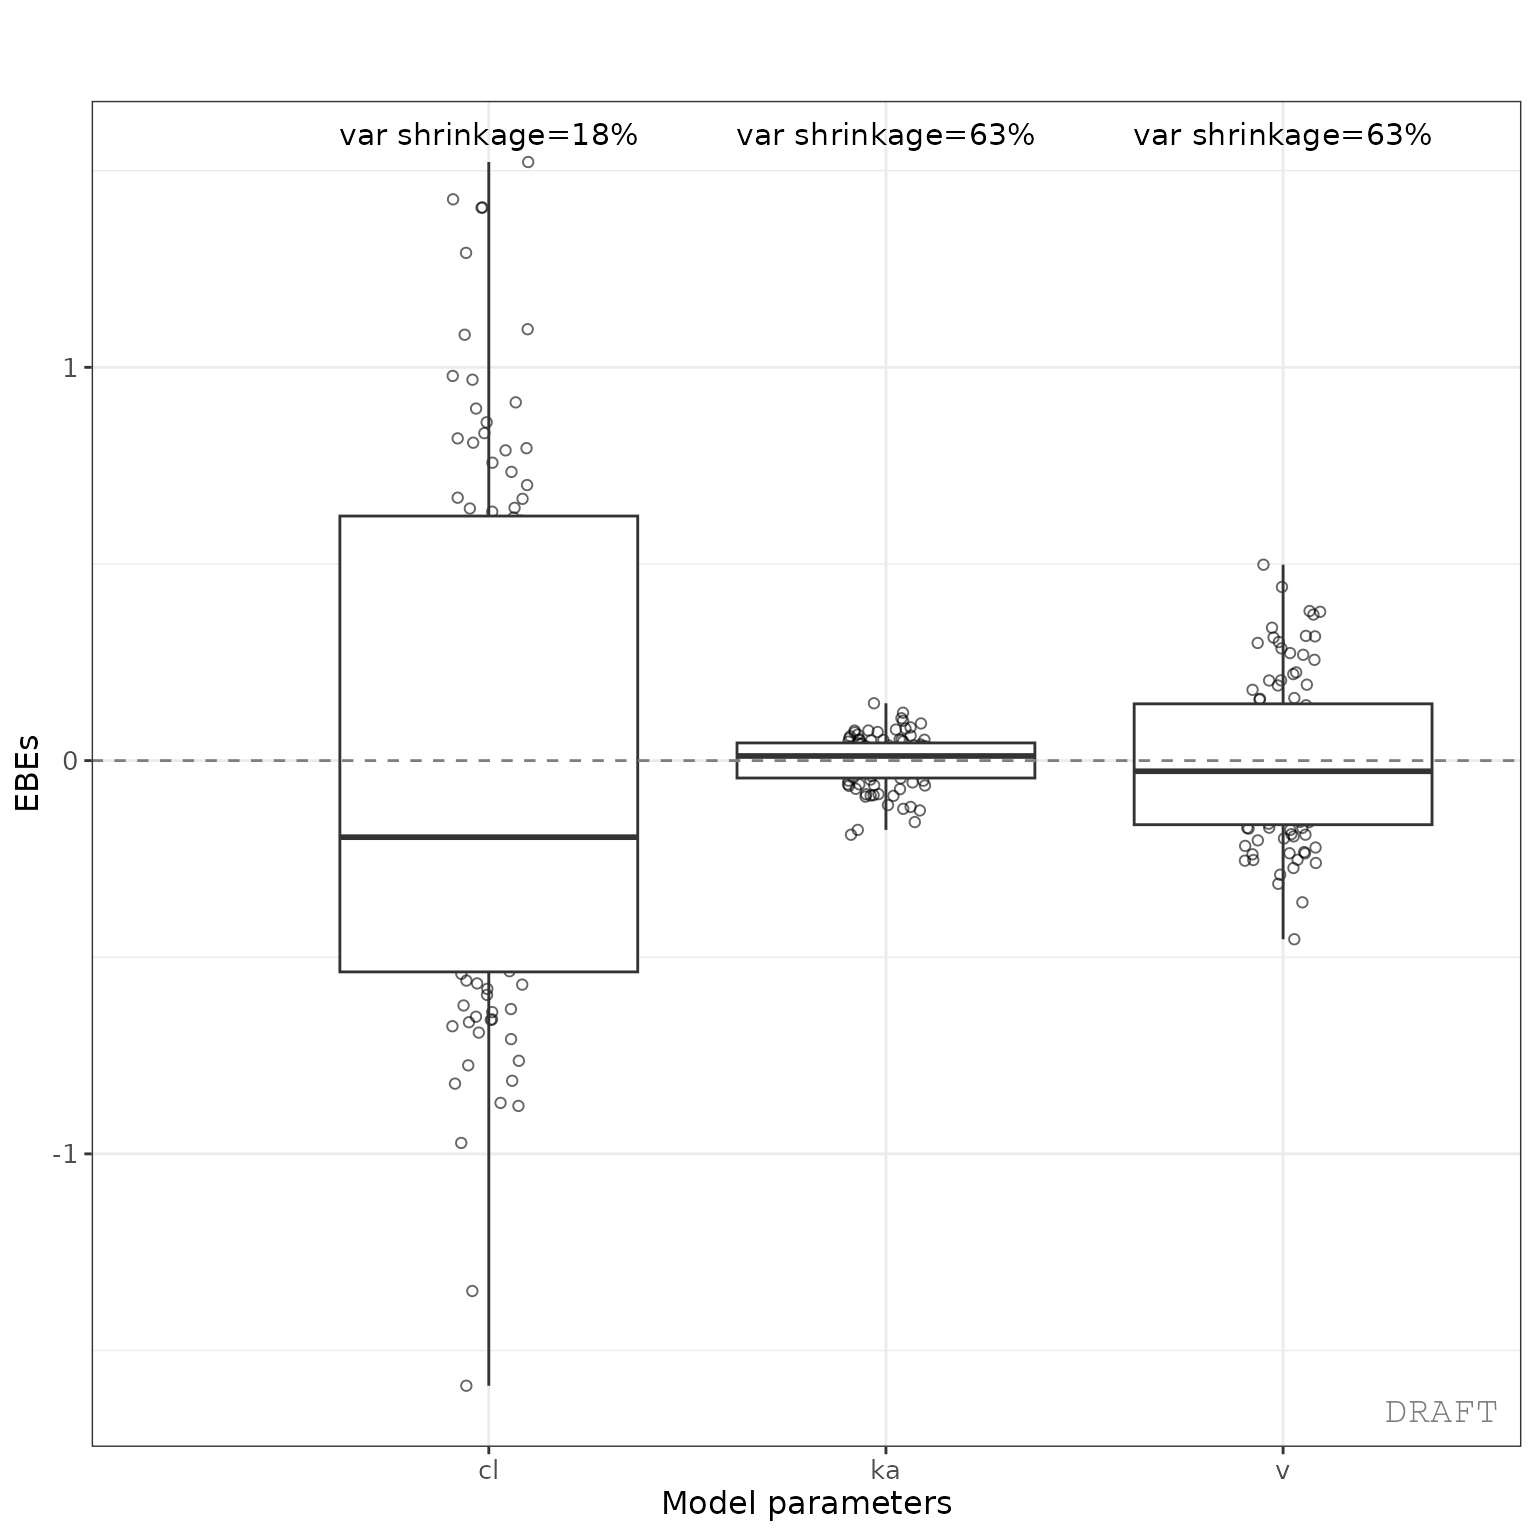 var shrinkage=18% var shrinkage=63% var shrinkage=63%
1
0
-1
EBEs
DRAFT
cl ka v
Model parameters